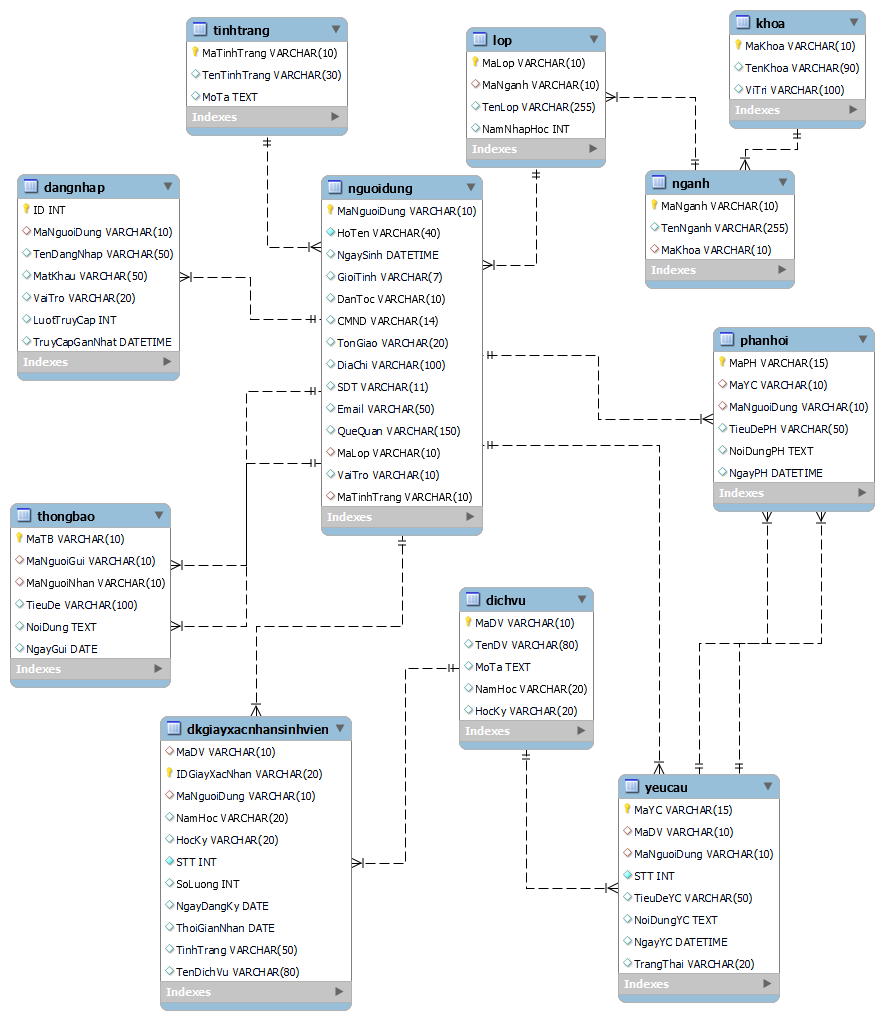 tinhtrang
MaTinhTrang VARCHAR(10)
TenTinhTrang VARCHAR(30)
MoTa TEXT
Indexes
lop
MaLop VARCHAR(10)
MaNganh VARCHAR(10)
TenLop VARCHAR(255)
NamNhapHoc INT
Indexes
khoa
MaKhoa VARCHAR(10)
TenKhoa VARCHAR(90)
ViTri VARCHAR(100)
Indexes
dangnhap
ID INT
MaNguoiDung VARCHAR(10)
TenDangNhap VARCHAR(50)
MatKhau VARCHAR(50)
VaiTro VARCHAR(20)
LuotTruyCap INT
TruyCapGanNhat DATETIME
Indexes
nguoidung
MaNguoiDung VARCHAR(10)
HoTen VARCHAR(40)
NgaySinh DATETIME
GioiTinh VARCHAR(7)
DanToc VARCHAR(10)
CMND VARCHAR(14)
TonGiao VARCHAR(20)
DiaChi VARCHAR(100)
SDT VARCHAR(11)
Email VARCHAR(50)
QueQuan VARCHAR(150)
MaLop VARCHAR(10)
VaiTro VARCHAR(10)
MaTinhTrang VARCHAR(10)
Indexes
nganh
MaNganh VARCHAR(10)
TenNganh VARCHAR(255)
MaKhoa VARCHAR(10)
Indexes
phanhoi
MaPH VARCHAR(15)
MaYC VARCHAR(10)
MaNguoiDung VARCHAR(10)
TieuDePH VARCHAR(50)
NoiDungPH TEXT
NgayPH DATETIME
Indexes
thongbao
MaTB VARCHAR(10)
MaNguoiGui VARCHAR(10)
MaNguoiNhan VARCHAR(10)
TieuDe VARCHAR(100)
NoiDung TEXT
NgayGui DATE
Indexes
dichvu
MaDV VARCHAR(10)
TenDV VARCHAR(80)
MoTa TEXT
NamHoc VARCHAR(20)
HocKy VARCHAR(20)
Indexes
dkgiayxacnhansinhvien
MaDV VARCHAR(10)
IDGiayXacNhan VARCHAR(20)
MaNguoiDung VARCHAR(10)
NamHoc VARCHAR(20)
HocKy VARCHAR(20)
STT INT
SoLuong INT
NgayDangKy DATE
ThoiGianNhan DATE
TinhTrang VARCHAR(50)
TenDichVu VARCHAR(80)
Indexes
yeucau
MaYC VARCHAR(15)
MaDV VARCHAR(10)
MaNguoiDung VARCHAR(10)
STT INT
TieuDeYC VARCHAR(50)
NoiDungYC TEXT
NgayYC DATETIME
TrangThai VARCHAR(20)
Indexes